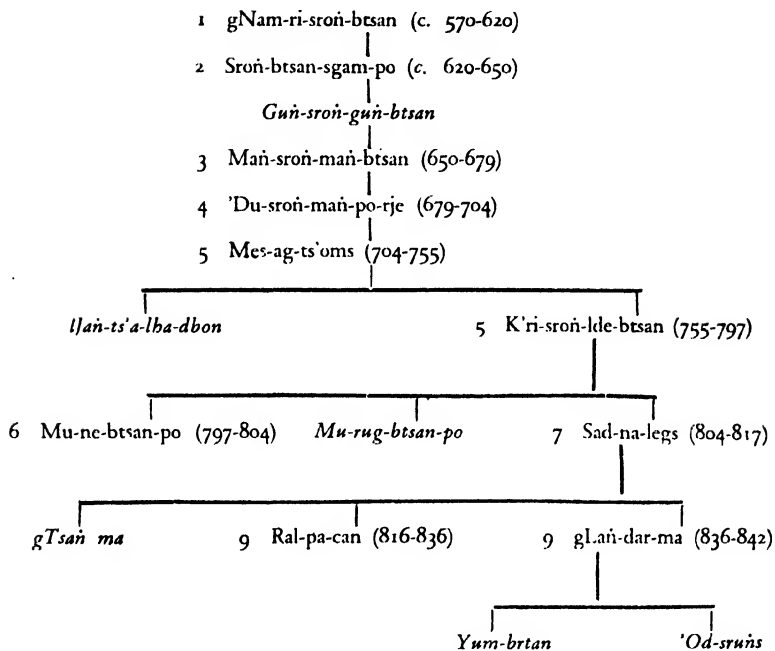 1 gNam-ri-sroṅ-btsan (c. 570-620)
2 Sroṅ-btsan-sgam-po (c. 620-650)
Guṅ-sroṅ-guṅ-btsan
3 Maṅ-sroṅ-maṅ-btsan (650-679)
4 'Du-sroṅ-maṅ-po-rje (679-704)
5 Mes-ag-ts'oms (704-755)
lJaṅ-ts'a-lha-dbon 5 K'ri-sroṅ-lde-btsan (755-797)
6 Mu-ne-btsan-po (797-804) Mu-rug-btsan-po 7 Sad-na-legs (804-817)
gTsaṅ ma 9 Ral-pa-can (816-836) 9 gLaṅ-dar-ma (836-842)
Yum-brtan 'Od-sruṅs